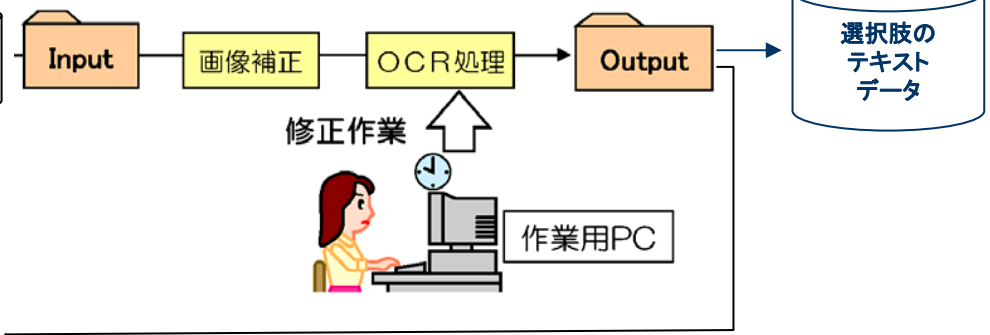 Input
画像補正
OCR処理
Output
選択肢の
テキスト
データ
修正作業
作業用PC